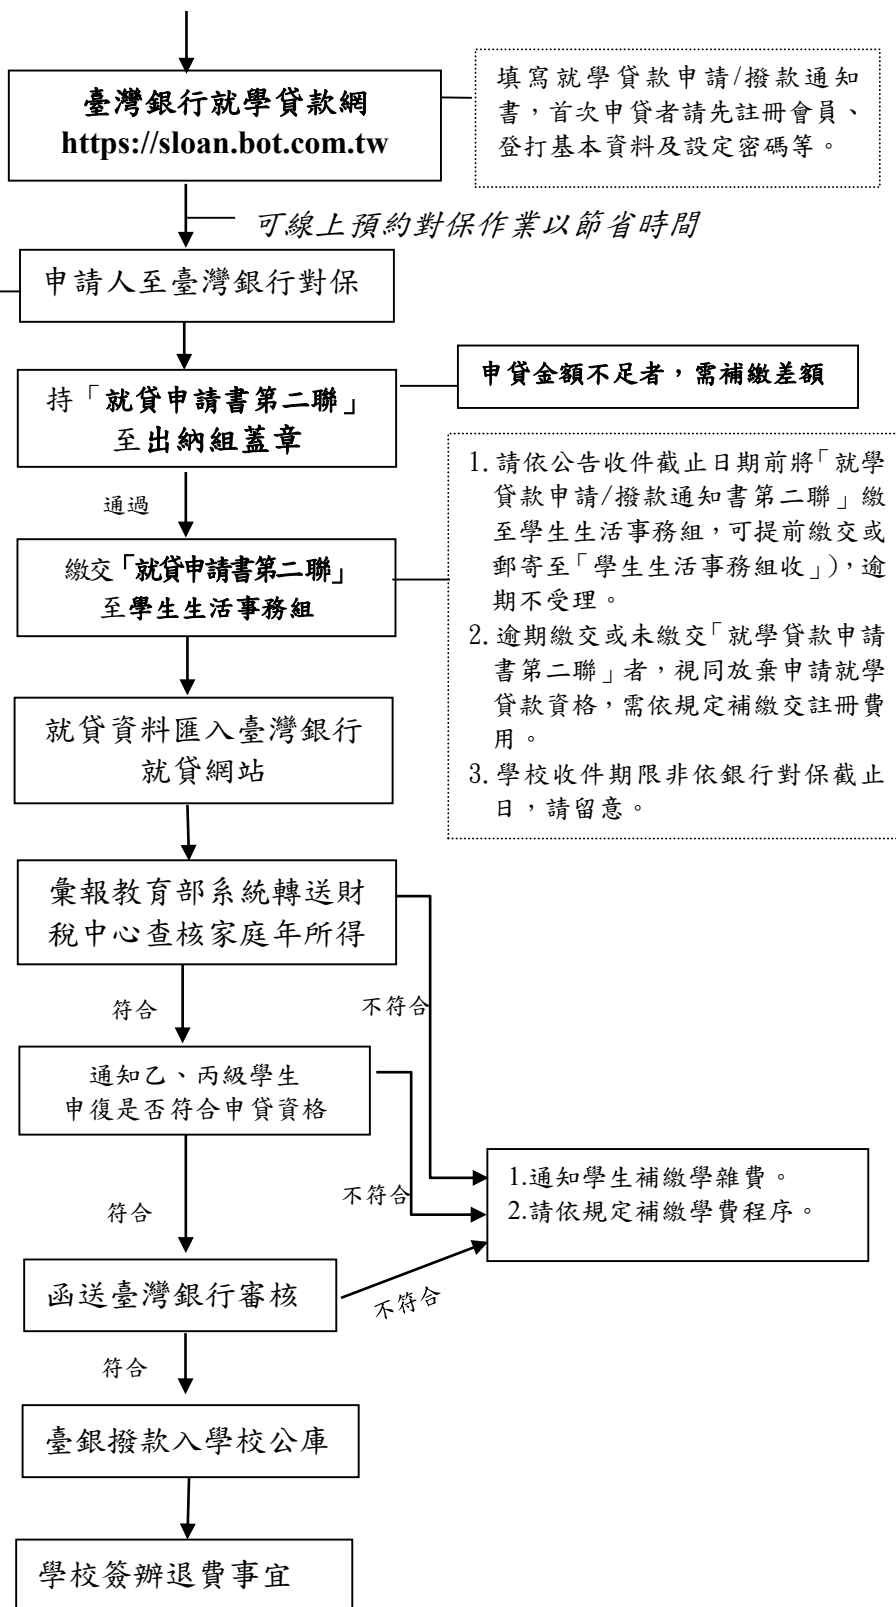 臺灣銀行就學貸款網
https://sloan.bot.com.tw
填寫就學貸款申請/撥款通知
書，首次申貸者請先註冊會員、
登打基本資料及設定密碼等。
可線上預約對保作業以節省時間
申請人至臺灣銀行對保
持「就貸申請書第二聯」
至出納組蓋章
申貸金額不足者，需補繳差額
通過
繳交「就貸申請書第二聯」
至學生生活事務組
1.請依公告收件截止日期前將「就學
貸款申請/撥款通知書第二聯」繳
至學生生活事務組，可提前繳交或
郵寄至「學生生活事務組收」），逾
期不受理。
2.逾期繳交或未繳交「就學貸款申請
書第二聯」者，視同放棄申請就學
貸款資格，需依規定補繳交註冊費
用。
3.學校收件期限非依銀行對保截止
日，請留意。
就貸資料匯入臺灣銀行
就貸網站
彙報教育部系統轉送財
稅中心查核家庭年所得
符合
不符合
通知乙、丙級學生
申復是否符合申貸資格
符合
不符合
1.通知學生補繳學雜費。
2.請依規定補繳學費程序。
函送臺灣銀行審核
不符合
符合
臺銀撥款入學校公庫
學校簽辦退費事宜